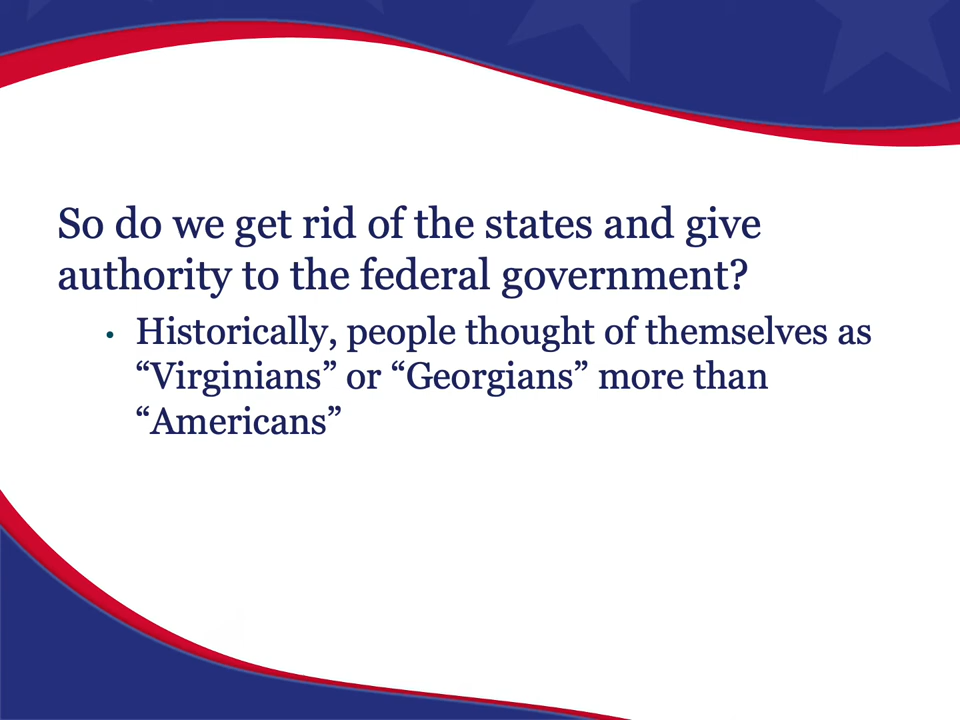 So do we get rid of the states and give
authority to the federal government?
• Historically, people thought of themselves as
“Virginians” or “Georgians” more than
“Americans”